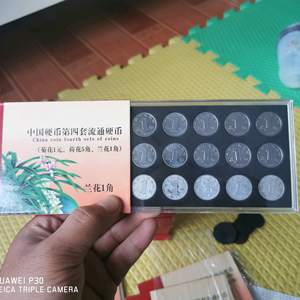 中国硬币第四套流通硬币
China coin fourth sets of coins
(菊花1元、荷花5角、兰花1角)
兰花1角
HUAWEI P30
LEICA TRIPLE CAMERA